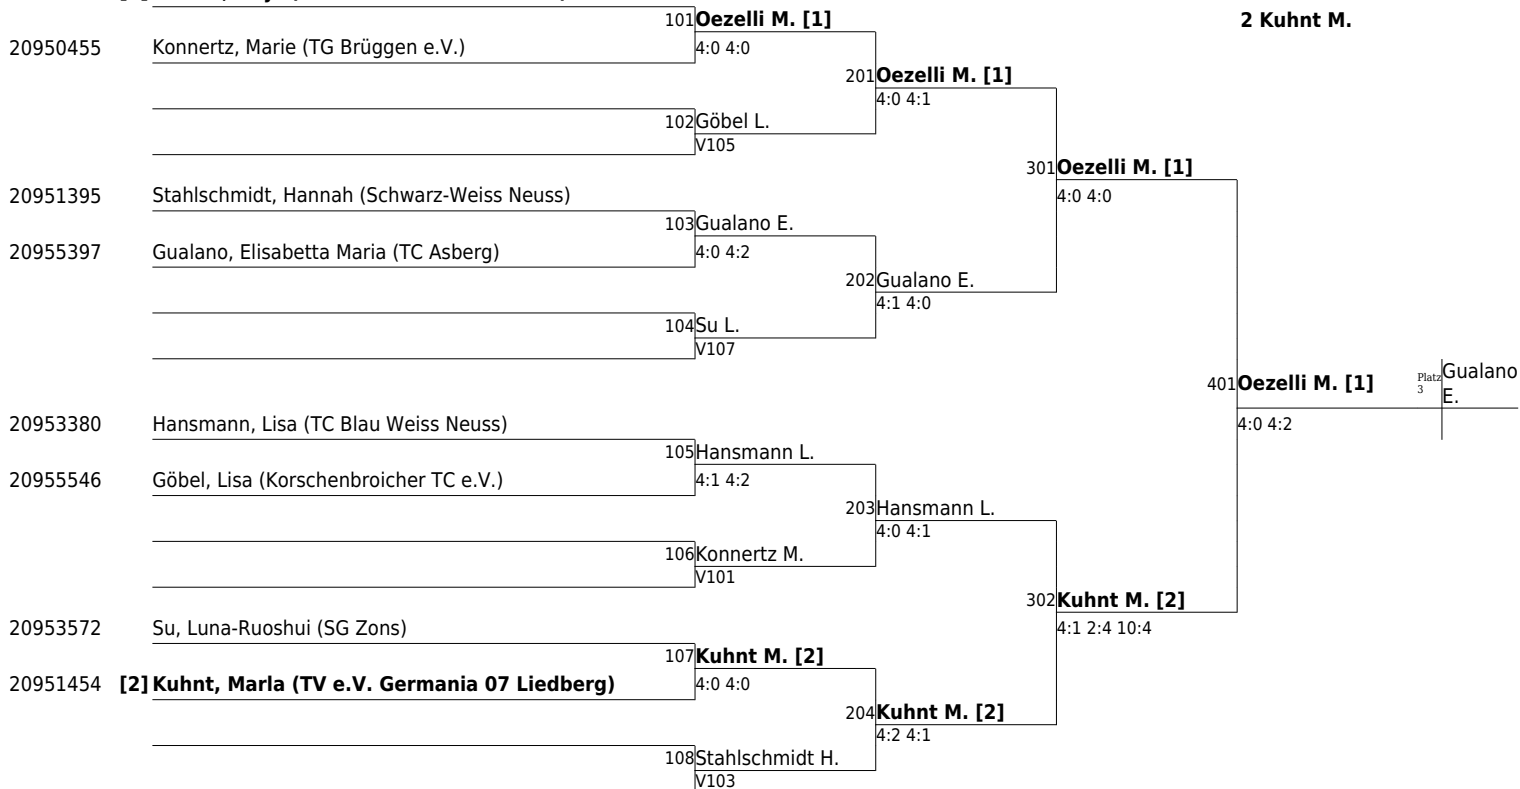 101 Oezelli M. [1]
2 Kuhnt M.
20950455 Konnertz, Marie (TG Brüggen e.V.)
4:0 4:0
201 Oezelli M. [1]
4:0 4:1
102 Göbel L.
V105
301 Oezelli M. [1]
20951395 Stahlschmidt, Hannah (Schwarz-Weiss Neuss)
4:0 4:0
103 Gualano E.
20955397 Gualano, Elisabetta Maria (TC Asberg)
4:0 4:2
202 Gualano E.
4:1 4:0
104 Su L.
V107
401 Oezelli M. [1]
Platz 3
Gualano E.
20953380 Hansmann, Lisa (TC Blau Weiss Neuss)
4:0 4:2
105 Hansmann L.
20955546 Göbel, Lisa (Korschenbroicher TC e.V.)
4:1 4:2
203 Hansmann L.
4:0 4:1
106 Konnertz M.
V101
302 Kuhnt M. [2]
20953572 Su, Luna-Ruoshui (SG Zons)
4:1 2:4 10:4
107 Kuhnt M. [2]
20951454 [2] Kuhnt, Marla (TV e.V. Germania 07 Liedberg)
4:0 4:0
204 Kuhnt M. [2]
4:2 4:1
108 Stahlschmidt H.
V103